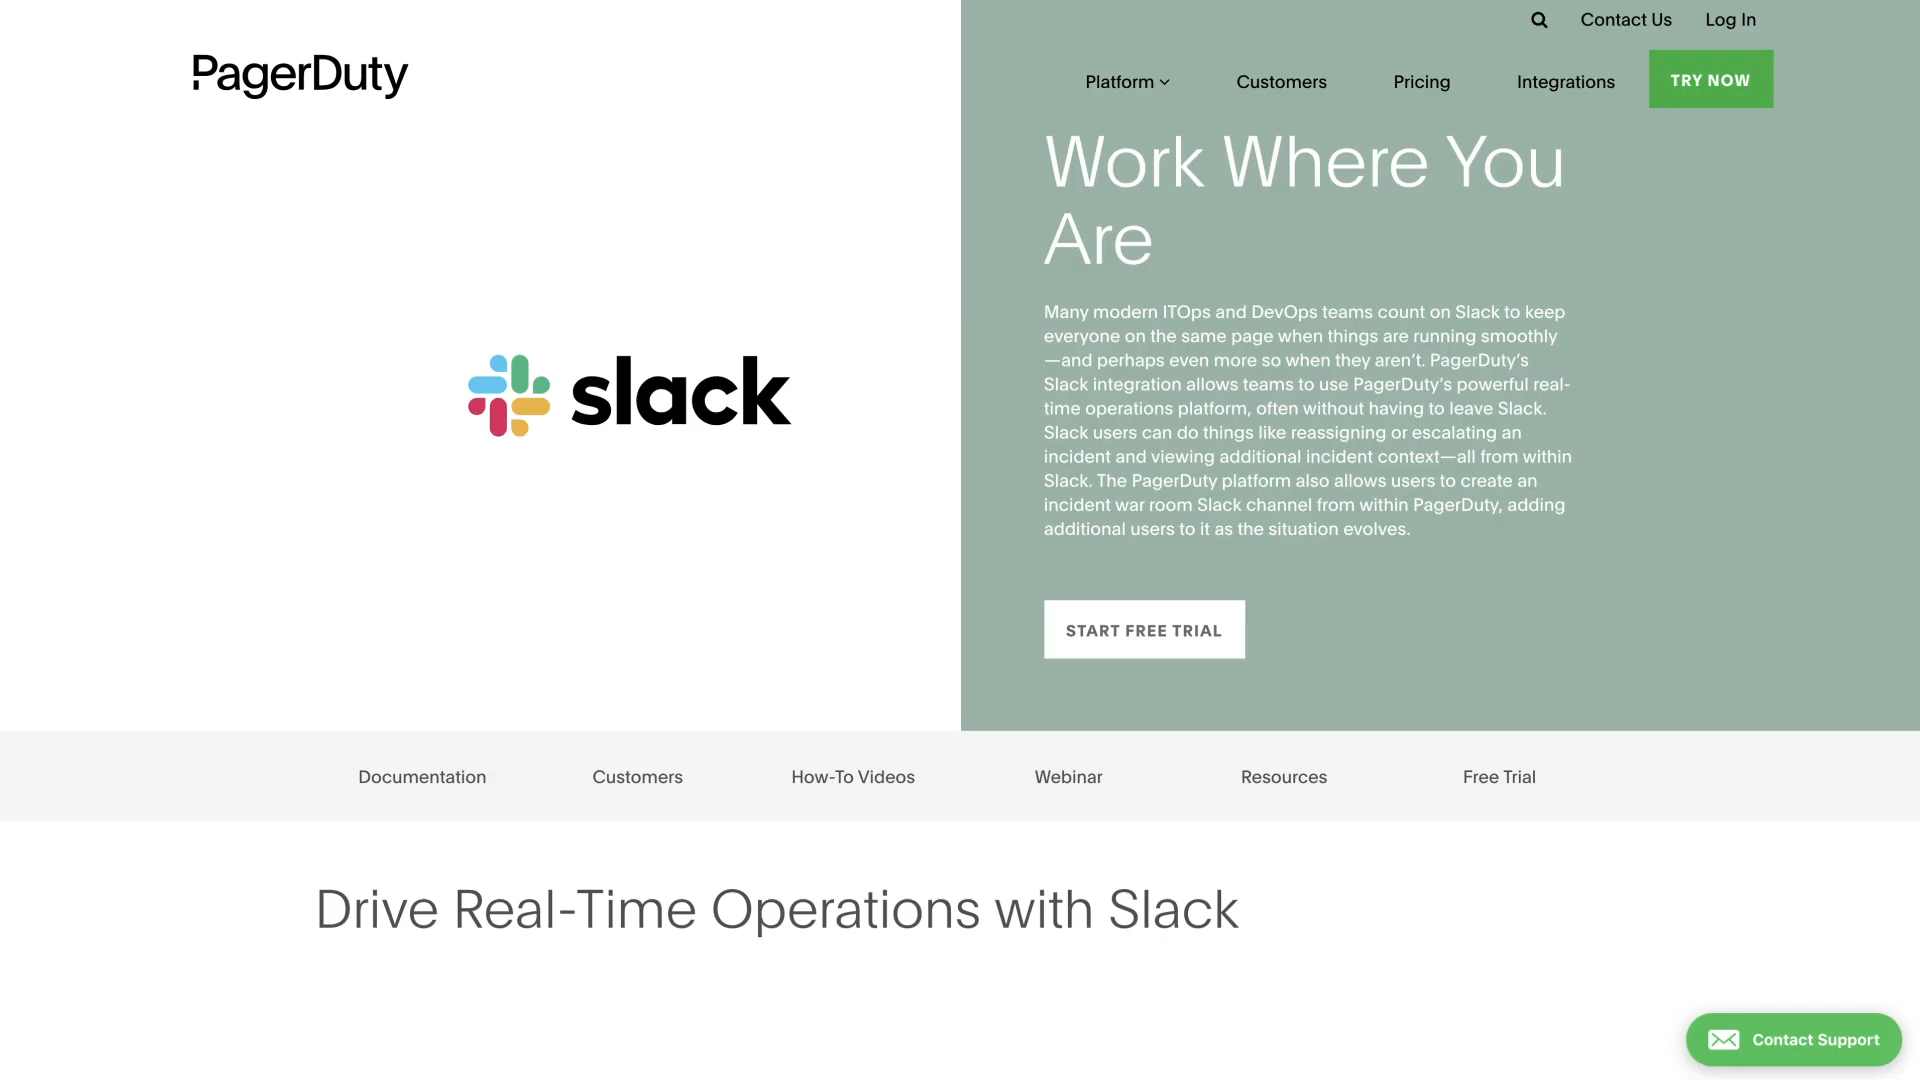 Contact Us
Log In
PagerDuty
Platform
Customers
Pricing
Integrations
TRY NOW
Work Where You
Are
Many modern ITOps and DevOps teams count on Slack to keep
everyone on the same page when things are running smoothly
—and perhaps even more so when they aren’t. PagerDuty’s
Slack integration allows teams to use PagerDuty’s powerful real-
time operations platform, often without having to leave Slack.
Slack users can do things like reassigning or escalating an
incident and viewing additional incident context—all from within
Slack. The PagerDuty platform also allows users to create an
incident war room Slack channel from within PagerDuty, adding
additional users to it as the situation evolves.
slack
START FREE TRIAL
Documentation
Customers
How-To Videos
Webinar
Resources
Free Trial
Drive Real-Time Operations with Slack
Contact Support